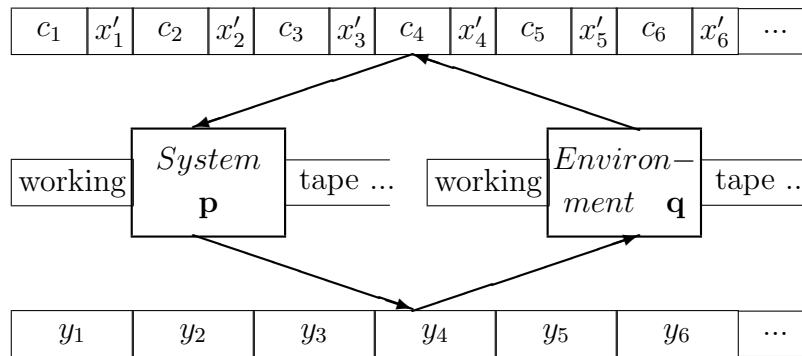 c₁ x′₁ c₂ x′₂ c₃ x′₃ c₄ x′₄ c₅ x′₅ c₆ x′₆ ...
System Environ−
working tape ... working tape ...
p ment q
y₁ y₂ y₃ y₄ y₅ y₆ ...